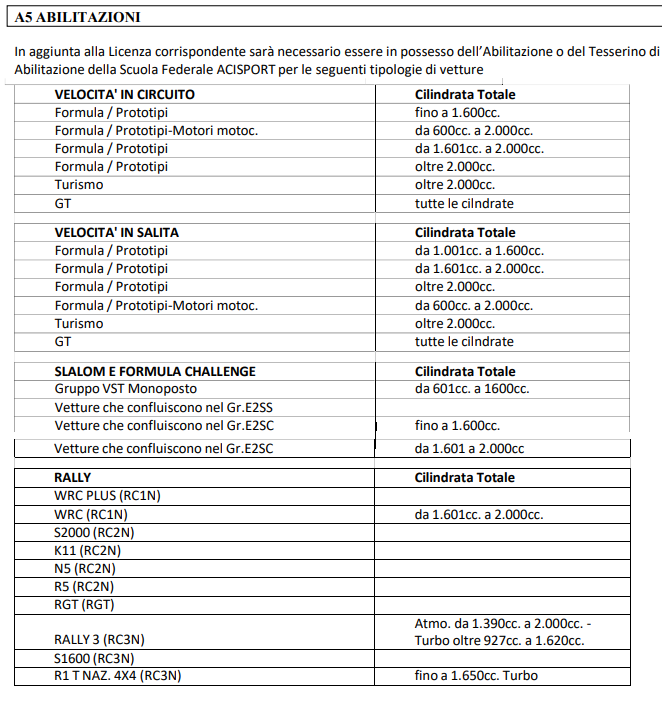 A5 ABILITAZIONI
In aggiunta alla Licenza corrispondente sarà necessario essere in possesso dell'Abilitazione o del Tesserino di
Abilitazione della Scuola Federale ACISPORT per le seguenti tipologie di vetture
VELOCITA' IN CIRCUITO Cilindrata Totale
Formula / Prototipi fino a 1.600cc.
Formula / Prototipi-Motori motoc. da 600cc. a 2.000cc.
Formula / Prototipi da 1.601cc. a 2.000cc.
Formula / Prototipi oltre 2.000cc.
Turismo oltre 2.000cc.
GT tutte le cilndrate
VELOCITA' IN SALITA Cilindrata Totale
Formula / Prototipi da 1.001cc. a 1.600cc.
Formula / Prototipi da 1.601cc. a 2.000cc.
Formula / Prototipi oltre 2.000cc.
Formula / Prototipi-Motori motoc. da 600cc. a 2.000cc.
Turismo oltre 2.000cc.
GT tutte le cilndrate
SLALOM E FORMULA CHALLENGE Cilindrata Totale
Gruppo VST Monoposto da 601cc. a 1600cc.
Vetture che confluiscono nel Gr.E2SS
Vetture che confluiscono nel Gr.E2SC fino a 1.600cc.
Vetture che confluiscono nel Gr.E2SC da 1.601 a 2.000cc
RALLY Cilindrata Totale
WRC PLUS (RC1N)
WRC (RC1N) da 1.601cc. a 2.000cc.
S2000 (RC2N)
K11 (RC2N)
N5 (RC2N)
R5 (RC2N)
RGT (RGT)
Atmo. da 1.390cc. a 2.000cc. -
RALLY 3 (RC3N) Turbo oltre 927cc. a 1.620cc.
S1600 (RC3N)
R1 T NAZ. 4X4 (RC3N) fino a 1.650cc. Turbo